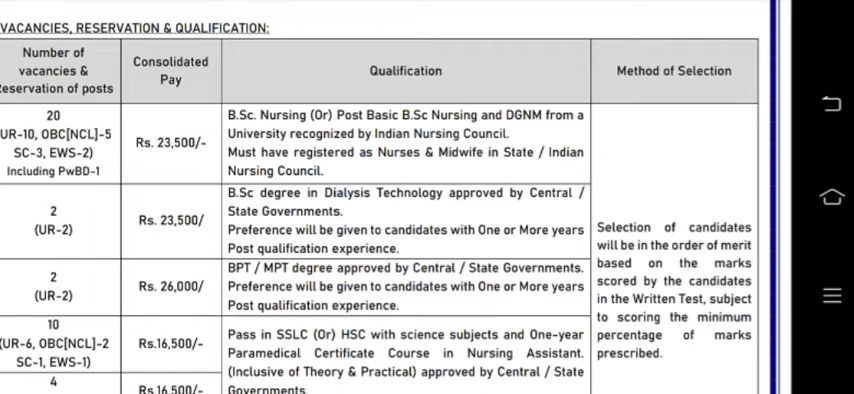 VACANCIES, RESERVATION & QUALIFICATION:
Number of
vacancies &
Reservation of posts
Consolidated
Pay
Qualification
Method of Selection
20
UR-10, OBC[NCL]-5
SC-3, EWS-2)
Including PwBD-1
Rs. 23,500/-
B.Sc. Nursing (Or) Post Basic B.Sc Nursing and DGNM from a
University recognized by Indian Nursing Council.
Must have registered as Nurses & Midwife in State / Indian
Nursing Council.
2
(UR-2)
Rs. 23,500/
B.Sc degree in Dialysis Technology approved by Central /
State Governments.
Preference will be given to candidates with One or More years
Post qualification experience.
2
(UR-2)
Rs. 26,000/
BPT / MPT degree approved by Central / State Governments.
Preference will be given to candidates with One or More years
Post qualification experience.
10
(UR-6, OBC[NCL]-2
SC-1, EWS-1)
Rs.16,500/-
Pass in SSLC (Or) HSC with science subjects and One-year
Paramedical Certificate Course in Nursing Assistant.
(Inclusive of Theory & Practical) approved by Central / State
Governments.
4
Rs.16,500/-
Selection of candidates
will be in the order of merit
based on the marks
scored by the candidates
in the Written Test, subject
to scoring the minimum
percentage of marks
prescribed.